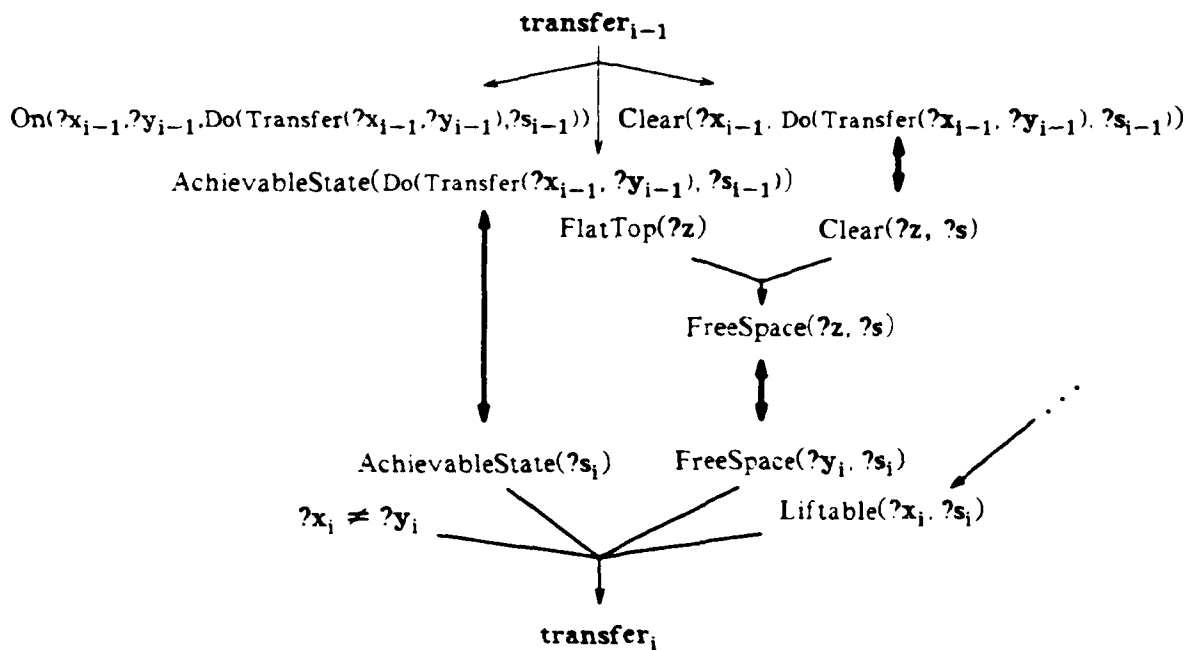 transfer_{i−1}
On(?x_{i−1},?y_{i−1},Do(Transfer(?x_{i−1},?y_{i−1}),?s_{i−1})) Clear(?x_{i−1}, Do(Transfer(?x_{i−1}, ?y_{i−1}), ?s_{i−1}))
AchievableState(Do(Transfer(?x_{i−1}, ?y_{i−1}), ?s_{i−1}))
FlatTop(?z) Clear(?z, ?s)
FreeSpace(?z, ?s)
AchievableState(?s_i) FreeSpace(?y_i, ?s_i)
?x_i ≠ ?y_i Liftable(?x_i, ?s_i)
transfer_i